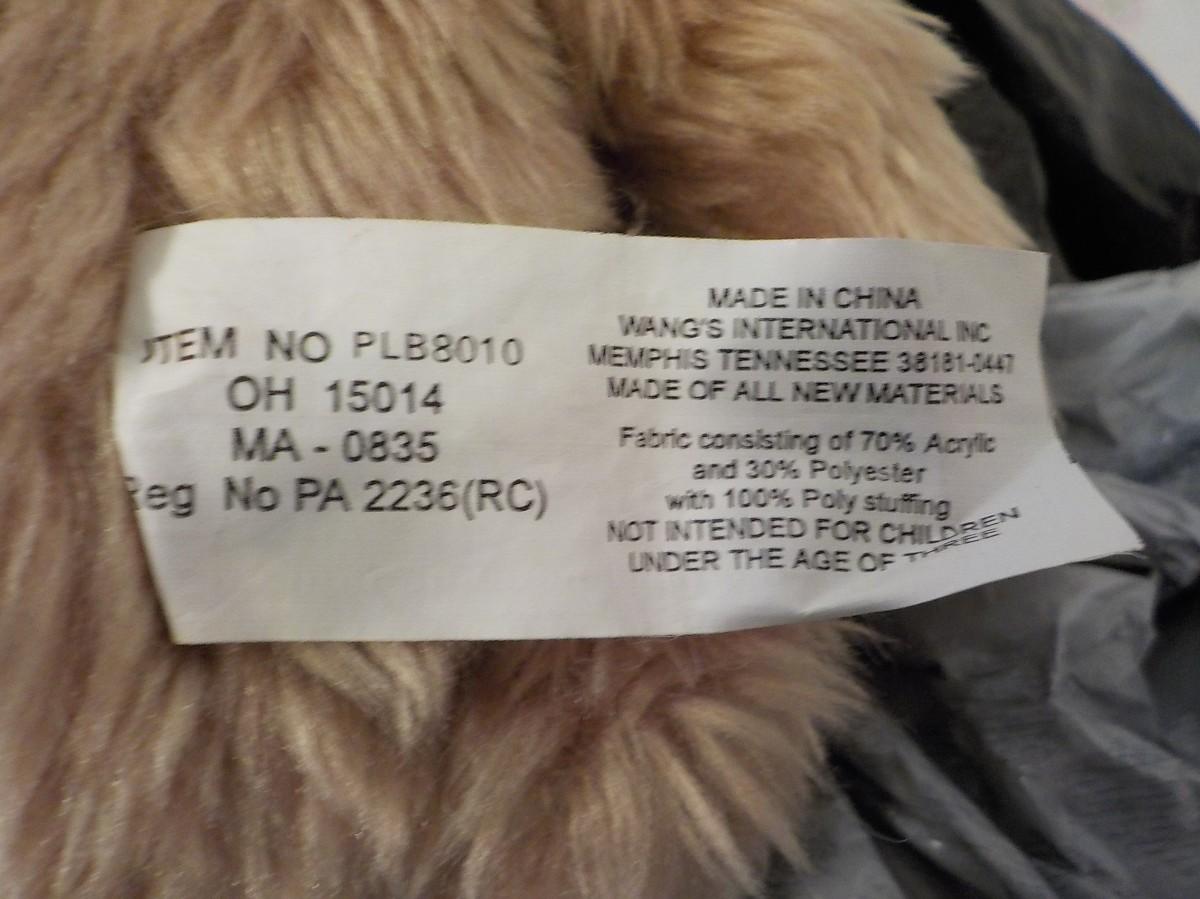 ITEM NO PLB8010
OH 15014
MA - 0835
Reg No PA 2236(RC)
MADE IN CHINA
WANG'S INTERNATIONAL INC
MEMPHIS TENNESSEE 38181-0447
MADE OF ALL NEW MATERIALS
Fabric consisting of 70% Acrylic
and 30% Polyester
with 100% Poly stuffing
NOT INTENDED FOR CHILDREN
UNDER THE AGE OF THREE